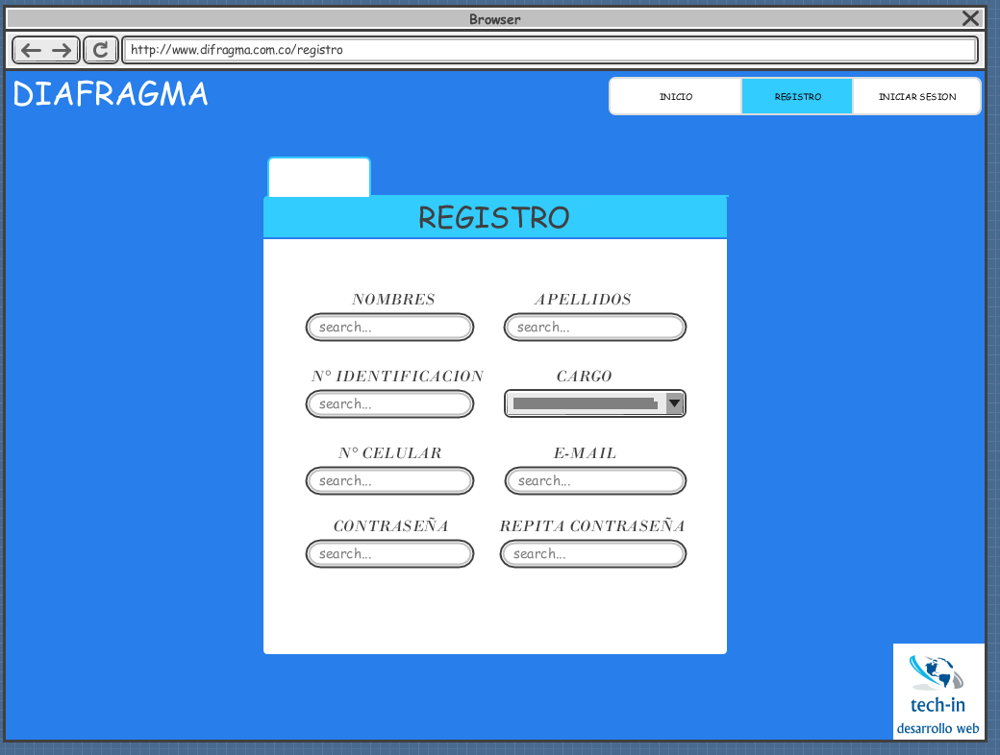 Browser
http://www.difragma.com.co/registro
DIAFRAGMA
INICIO
REGISTRO
INICIAR SESION
REGISTRO
NOMBRES
APELLIDOS
search...
search...
N° IDENTIFICACION
CARGO
search...
N° CELULAR
E-MAIL
search...
search...
CONTRASEÑA
REPITA CONTRASEÑA
search...
search...
tech-in
desarrollo web